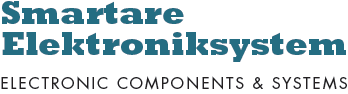 Smartare
Elektroniksystem
ELECTRONIC COMPONENTS & SYSTEMS